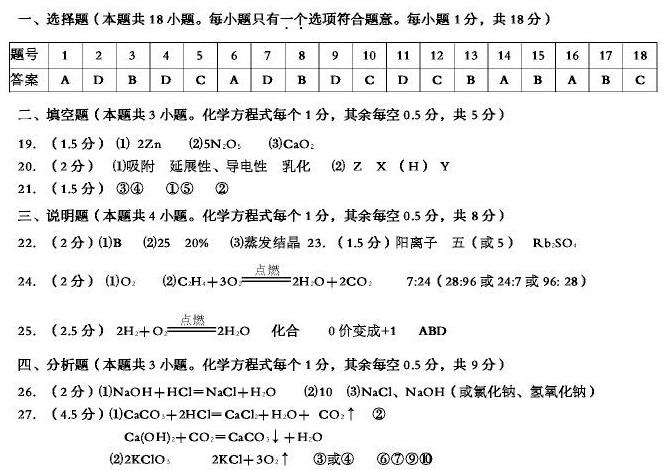 一、选择题（本题共18小题。每小题只有一个选项符合题意。每小题1分，共18分）
题号 1 2 3 4 5 6 7 8 9 10 11 12 13 14 15 16 17 18
答案 A D B D C A D B D C D C B A B A B C
二、填空题（本题共3小题。化学方程式每个1分，其余每空0.5分，共5分）
19．（1.5分）⑴ 2Zn ⑵5N₂O₅ ⑶CaO₂
20．（2分） ⑴吸附 延展性、导电性 乳化 ⑵ Z X （H） Y
21．（1.5分）③④ ①⑤ ②
三、说明题（本题共4小题。化学方程式每个1分，其余每空0.5分，共8分）
22．（2分）⑴B ⑵25 20% ⑶蒸发结晶 23．（1.5分）阳离子 五（或5） Rb₂SO₄
24．（2分）⑴O₂ ⑵C₂H₄+3O₂ 点燃 2H₂O+2CO₂ 7:24（28:96或24:7或96：28）
25．（2.5分） 2H₂+O₂ 点燃 2H₂O 化合 0价变成+1 ABD
四、分析题（本题共3小题。化学方程式每个1分，其余每空0.5分，共9分）
26．（2分）⑴NaOH+HCl=NaCl+H₂O ⑵10 ⑶NaCl、NaOH（或氯化钠、氢氧化钠）
27．（4.5分）⑴CaCO₃+2HCl=CaCl₂+H₂O+ CO₂↑ ②
Ca(OH)₂+CO₂=CaCO₃↓+H₂O
⑵2KClO₃ 2KCl+3O₂↑ ③或④ ⑥⑦⑨⑩